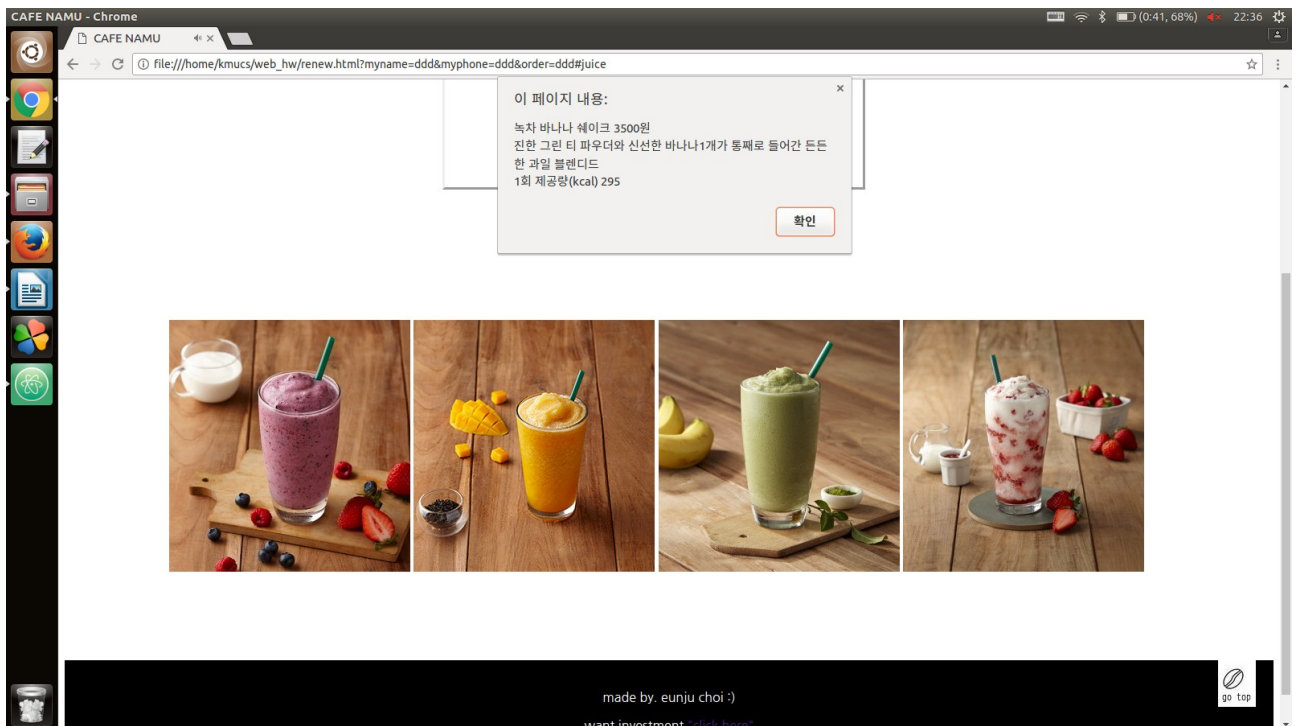 CAFE NAMU - Chrome
(0:41, 68%) 22:36
CAFE NAMU
file:///home/kmucs/web_hw/renew.html?myname=ddd&myphone=ddd&order=ddd#juice
이 페이지 내용:
녹차 바나나 쉐이크 3500원
진한 그린 티 파우더와 신선한 바나나1개가 통째로 들어간 든든
한 과일 블렌디드
1회 제공량(kcal) 295
확인
made by. eunju choi :)
go top
want investment "click here"